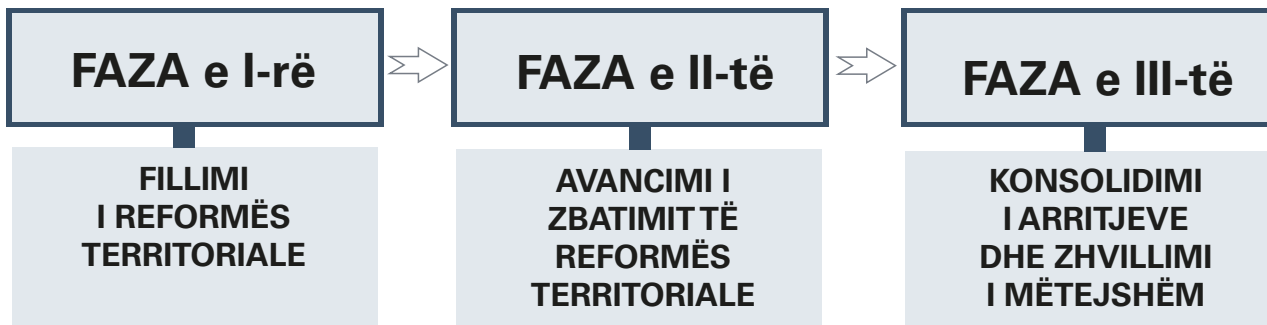 FAZA e I-rë
FILLIMI
I REFORMËS
TERRITORIALE
FAZA e II-të
AVANCIMI I
ZBATIMIT TË
REFORMËS
TERRITORIALE
FAZA e III-të
KONSOLIDIMI
I ARRITJEVE
DHE ZHVILLIMI
I MËTEJSHËM